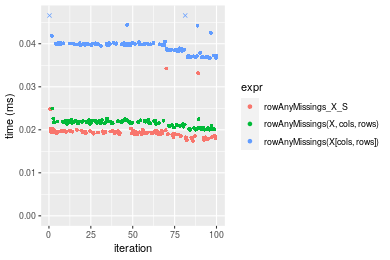 0.04
0.03
0.02
0.01
0.00
time (ms)
0
25
50
75
100
iteration
expr
rowAnyMissings_X_S
rowAnyMissings(X, cols, rows)
rowAnyMissings(X[cols, rows])